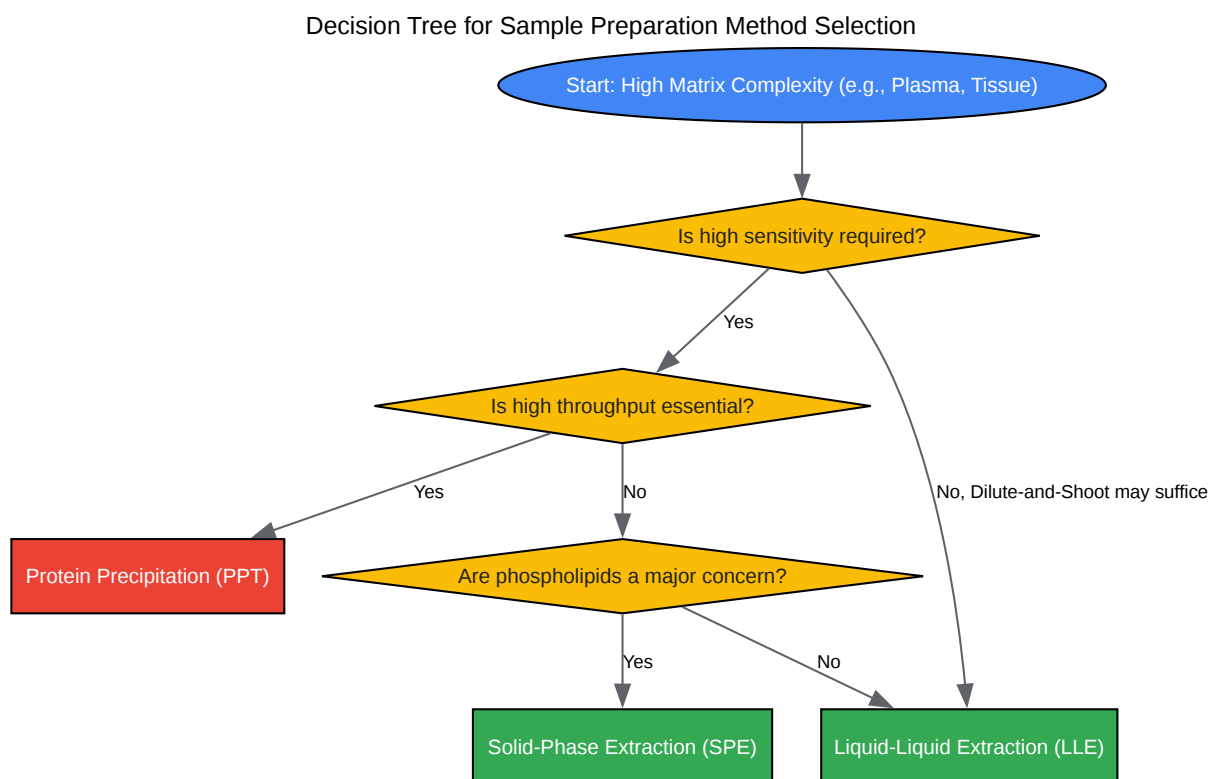 Decision Tree for Sample Preparation Method Selection
Start: High Matrix Complexity (e.g., Plasma, Tissue)
Is high sensitivity required?
Yes
Is high throughput essential?
Yes
No
No, Dilute-and-Shoot may suffice
Protein Precipitation (PPT)
Are phospholipids a major concern?
Yes
No
Solid-Phase Extraction (SPE)
Liquid-Liquid Extraction (LLE)